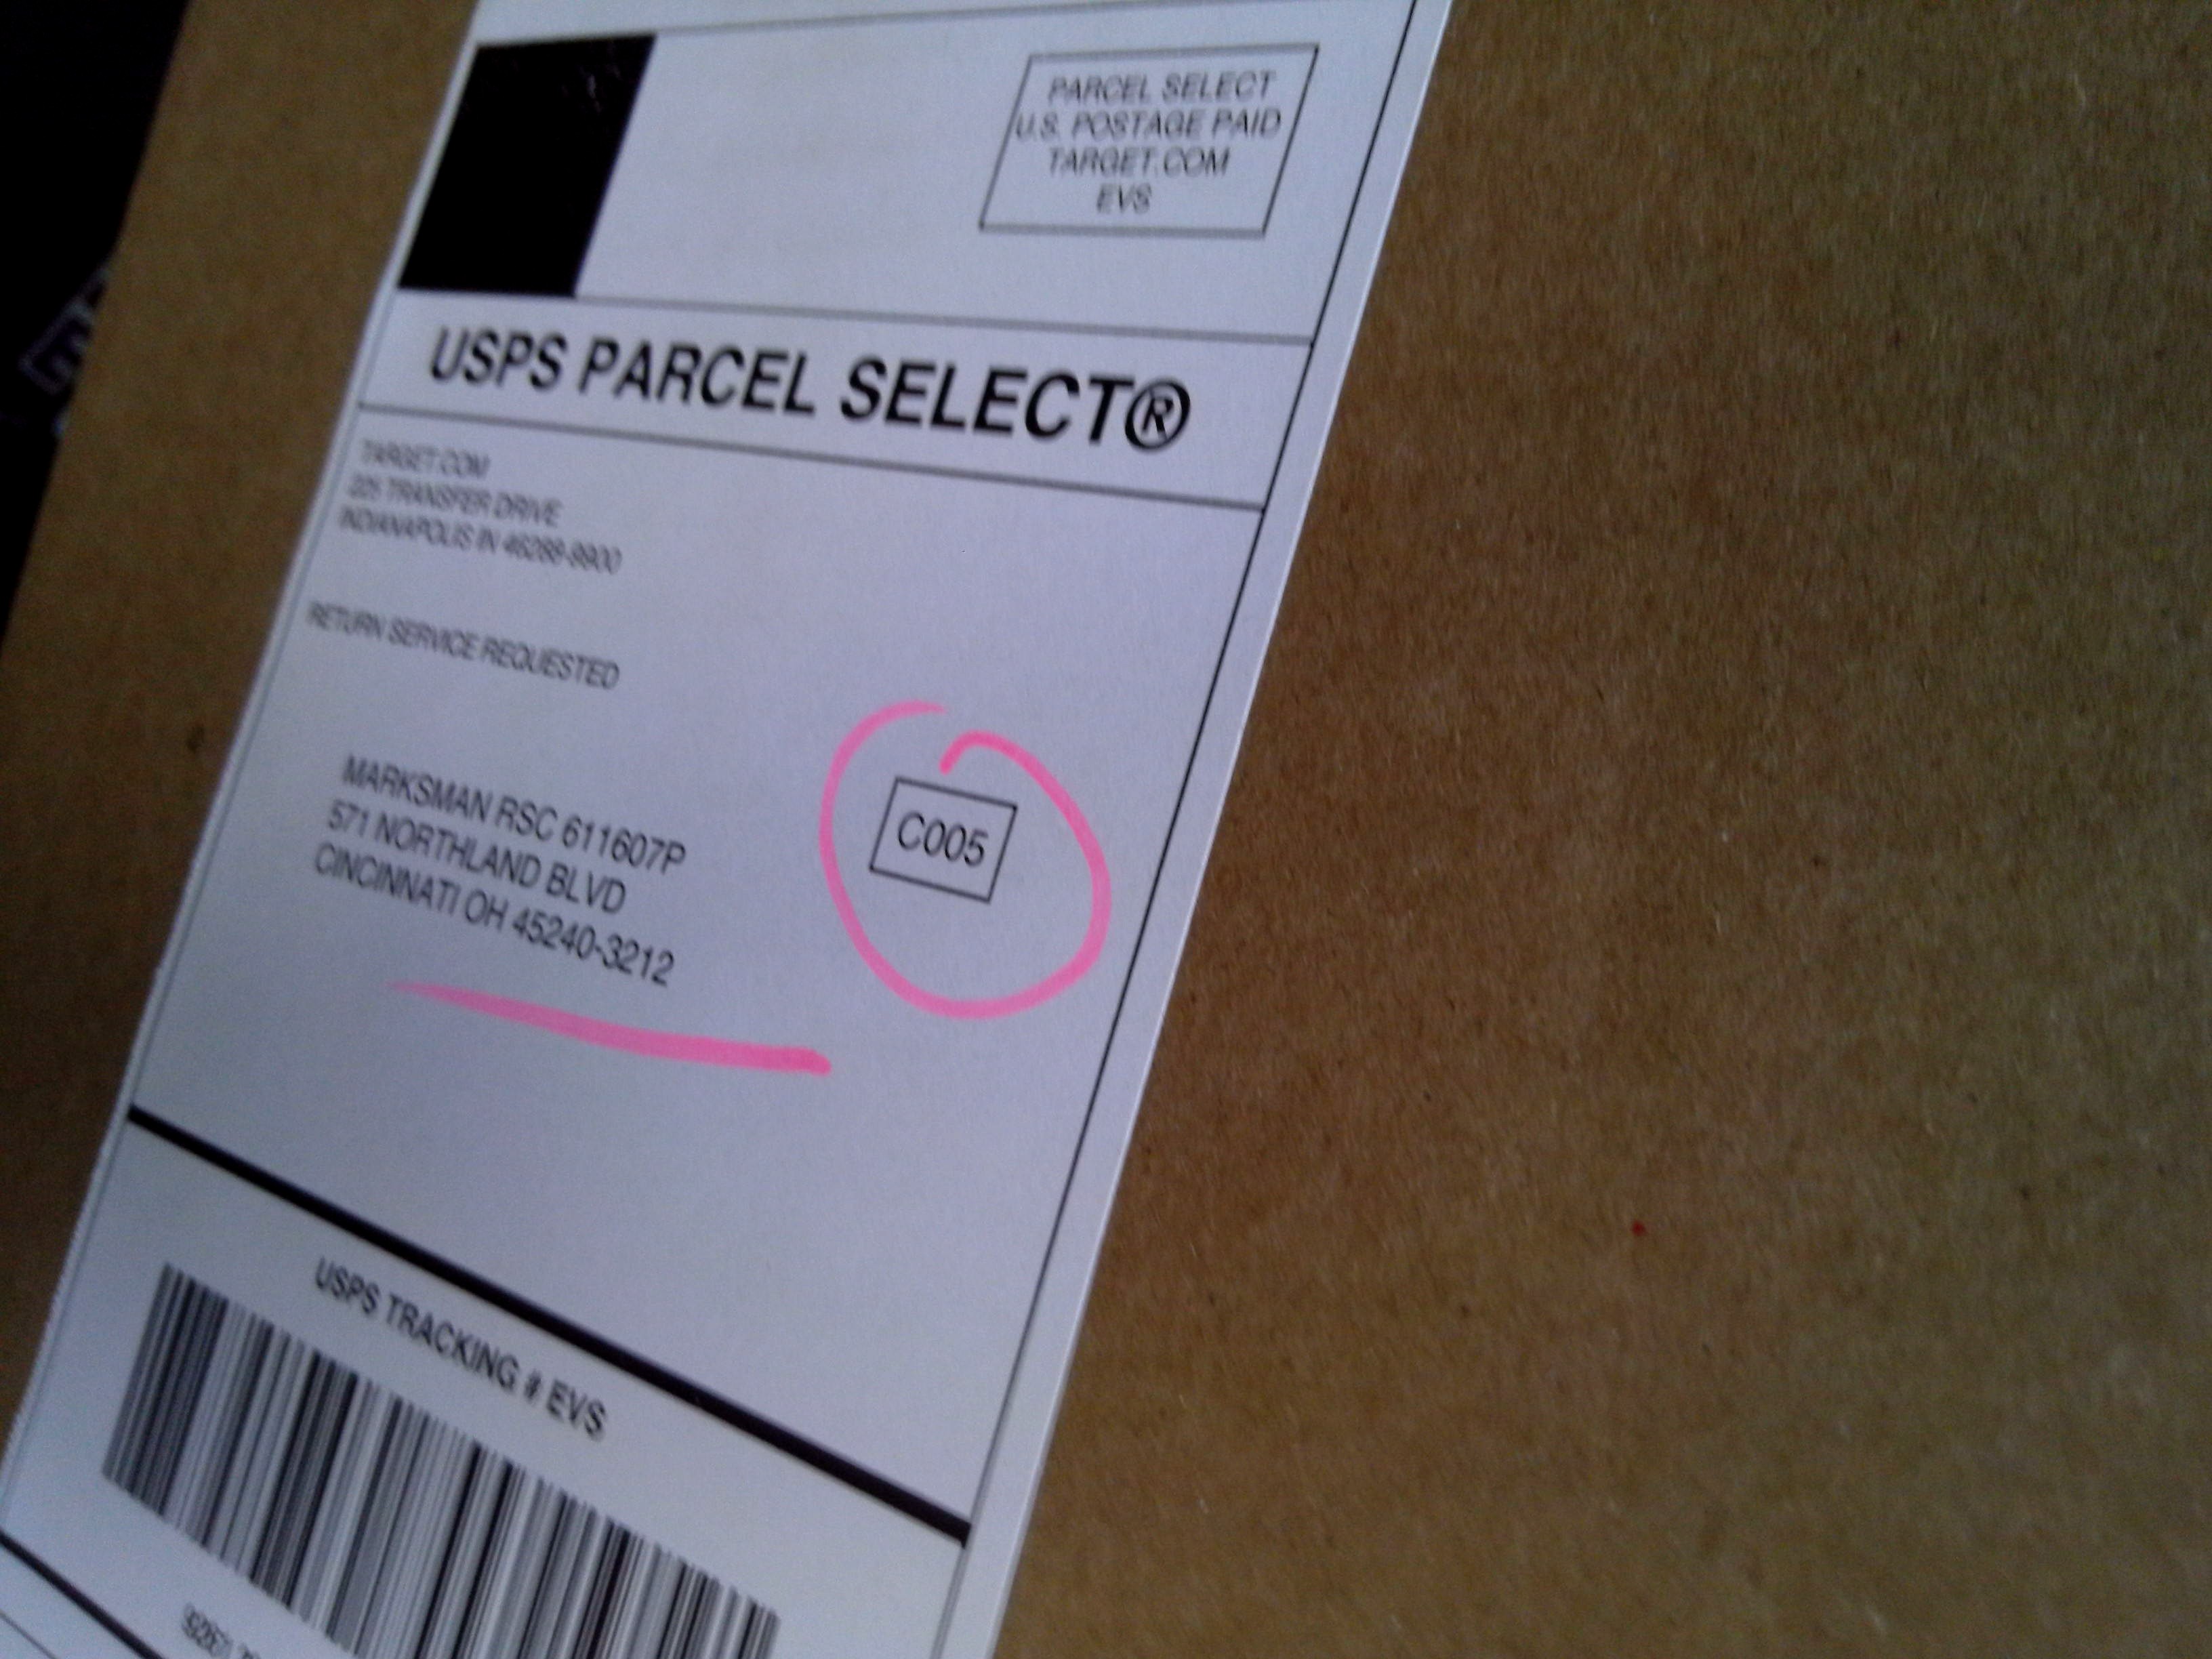 PARCEL SELECT
U.S. POSTAGE PAID
TARGET.COM
EVS
USPS PARCEL SELECT®
TARGET.COM
225 TRANSFER DRIVE
INDIANAPOLIS IN 46288-9900
RETURN SERVICE REQUESTED
MARKSMAN RSC 611607P
571 NORTHLAND BLVD
CINCINNATI OH 45240-3212
C005
USPS TRACKING # EVS